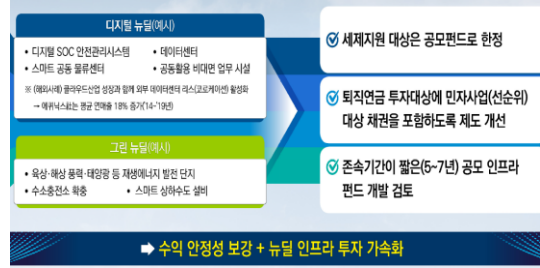 디지털 뉴딜(예시)
• 디지털 SOC 안전관리시스템 • 데이터센터
• 스마트 공동 물류센터 • 공동활용 비대면 업무 시설
※ (해외사례) 클라우드산업 성장과 함께 외부 데이터센터 리스(코로케이션) 활성화
→ 에퀴닉스社는 평균 연매출 18% 증가('14~'19년)
그린 뉴딜(예시)
• 육상·해상 풍력·태양광 등 재생에너지 발전 단지
• 수소충전소 확충 • 스마트 상하수도 설비
세제지원 대상은 공모펀드로 한정
퇴직연금 투자대상에 민자사업(선순위)
대상 채권을 포함하도록 제도 개선
존속기간이 짧은(5~7년) 공모 인프라
펀드 개발 검토
➡ 수익 안정성 보강 + 뉴딜 인프라 투자 가속화